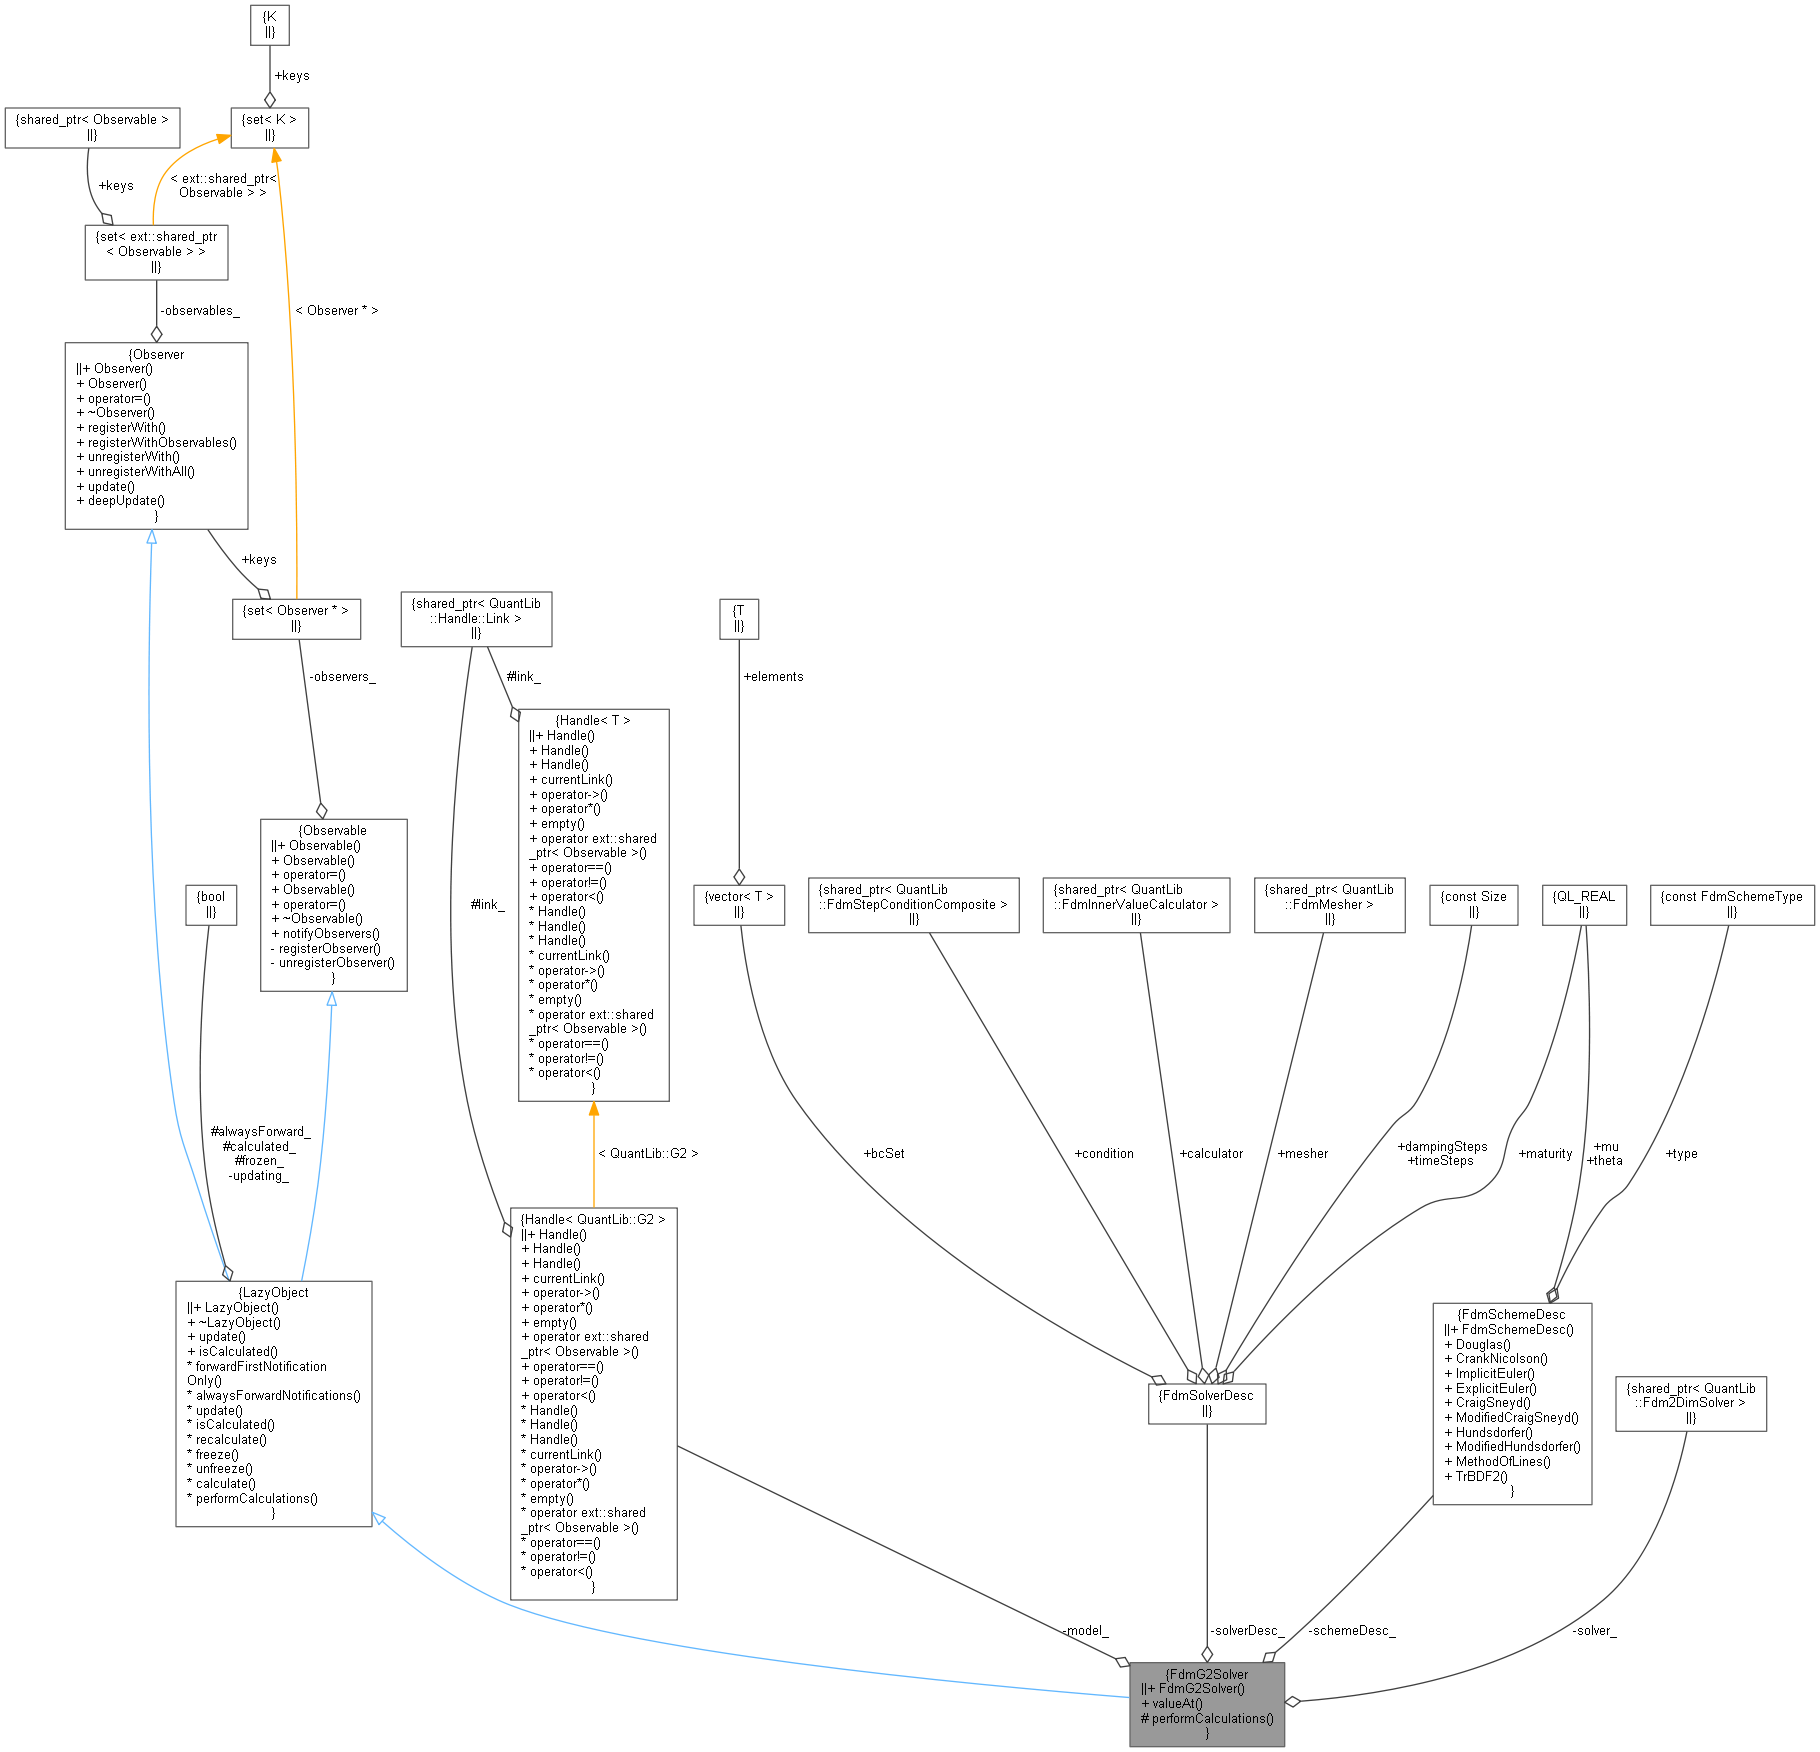 {K
||}
+keys
{shared_ptr< Observable >
||}
{set< K >
||}
+keys
< ext::shared_ptr<
Observable > >
{set< ext::shared_ptr
< Observable > >
||}
-observables_
< Observer * >
{Observer
||+ Observer()
+ Observer()
+ operator=()
+ ~Observer()
+ registerWith()
+ registerWithObservables()
+ unregisterWith()
+ unregisterWithAll()
+ update()
+ deepUpdate()
}
+keys
{set< Observer * >
||}
{shared_ptr< QuantLib
::Handle::Link >
||}
{T
||}
-observers_
#link_
+elements
{Handle< T >
||+ Handle()
+ Handle()
+ Handle()
+ currentLink()
+ operator->()
+ operator*()
+ empty()
+ operator ext::shared
_ptr< Observable >()
+ operator==()
+ operator!=()
+ operator<()
* Handle()
* Handle()
* Handle()
* currentLink()
* operator->()
* operator*()
* empty()
* operator ext::shared
_ptr< Observable >()
* operator==()
* operator!=()
* operator<()
}
{Observable
||+ Observable()
+ Observable()
+ operator=()
+ Observable()
+ operator=()
+ ~Observable()
+ notifyObservers()
- registerObserver()
- unregisterObserver()
}
{bool
||}
#link_
{vector< T >
||}
{shared_ptr< QuantLib
::FdmStepConditionComposite >
||}
{shared_ptr< QuantLib
::FdmInnerValueCalculator >
||}
{shared_ptr< QuantLib
::FdmMesher >
||}
{const Size
||}
{QL_REAL
||}
{const FdmSchemeType
||}
#alwaysForward_
#calculated_
#frozen_
-updating_
< QuantLib::G2 >
+bcSet
+condition
+calculator
+mesher
+dampingSteps
+timeSteps
+maturity
+mu
+theta
+type
{Handle< QuantLib::G2 >
||+ Handle()
+ Handle()
+ Handle()
+ currentLink()
+ operator->()
+ operator*()
+ empty()
+ operator ext::shared
_ptr< Observable >()
+ operator==()
+ operator!=()
+ operator<()
* Handle()
* Handle()
* Handle()
* currentLink()
* operator->()
* operator*()
* empty()
* operator ext::shared
_ptr< Observable >()
* operator==()
* operator!=()
* operator<()
}
{LazyObject
||+ LazyObject()
+ ~LazyObject()
+ update()
+ isCalculated()
* forwardFirstNotification
Only()
* alwaysForwardNotifications()
* update()
* isCalculated()
* recalculate()
* freeze()
* unfreeze()
* calculate()
* performCalculations()
}
{FdmSolverDesc
||}
{FdmSchemeDesc
||+ FdmSchemeDesc()
+ Douglas()
+ CrankNicolson()
+ ImplicitEuler()
+ ExplicitEuler()
+ CraigSneyd()
+ ModifiedCraigSneyd()
+ Hundsdorfer()
+ ModifiedHundsdorfer()
+ MethodOfLines()
+ TrBDF2()
}
{shared_ptr< QuantLib
::Fdm2DimSolver >
||}
-model_
-solverDesc_
-schemeDesc_
-solver_
{FdmG2Solver
||+ FdmG2Solver()
+ valueAt()
# performCalculations()
}